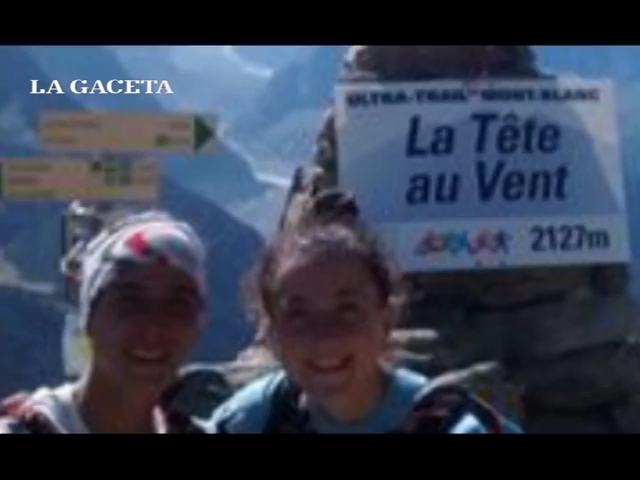 LA GACETA
ULTRA-TRAIL MONT-BLANC
La Tête
au Vent
2127m